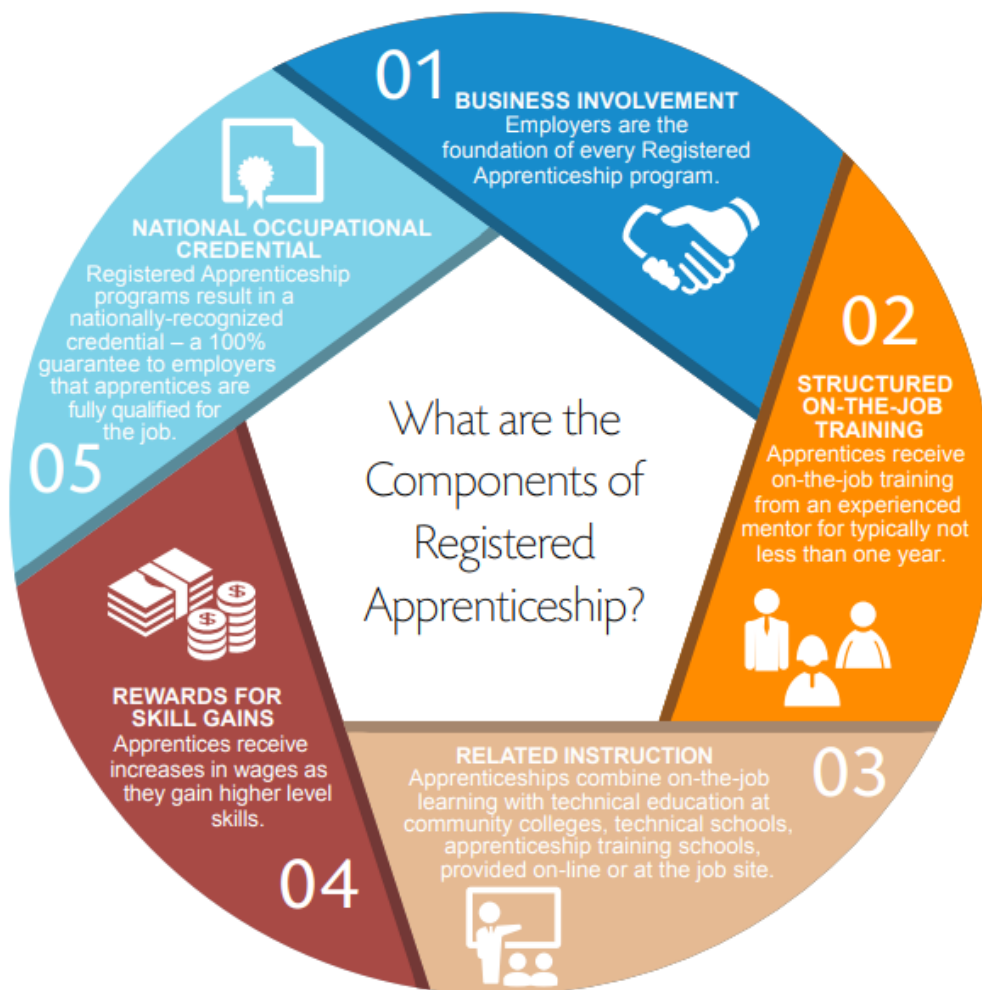 What are the
Components of
Registered
Apprenticeship?
01
BUSINESS INVOLVEMENT
Employers are the
foundation of every Registered
Apprenticeship program.
02
STRUCTURED
ON-THE-JOB
TRAINING
Apprentices receive
on-the-job training
from an experienced
mentor for typically not
less than one year.
03
RELATED INSTRUCTION
Apprenticeships combine on-the-job
learning with technical education at
community colleges, technical schools,
apprenticeship training schools,
provided on-line or at the job site.
04
REWARDS FOR
SKILL GAINS
Apprentices receive
increases in wages as
they gain higher level
skills.
05
NATIONAL OCCUPATIONAL
CREDENTIAL
Registered Apprenticeship
programs result in a
nationally-recognized
credential – a 100%
guarantee to employers
that apprentices are
fully qualified for
the job.
$
$